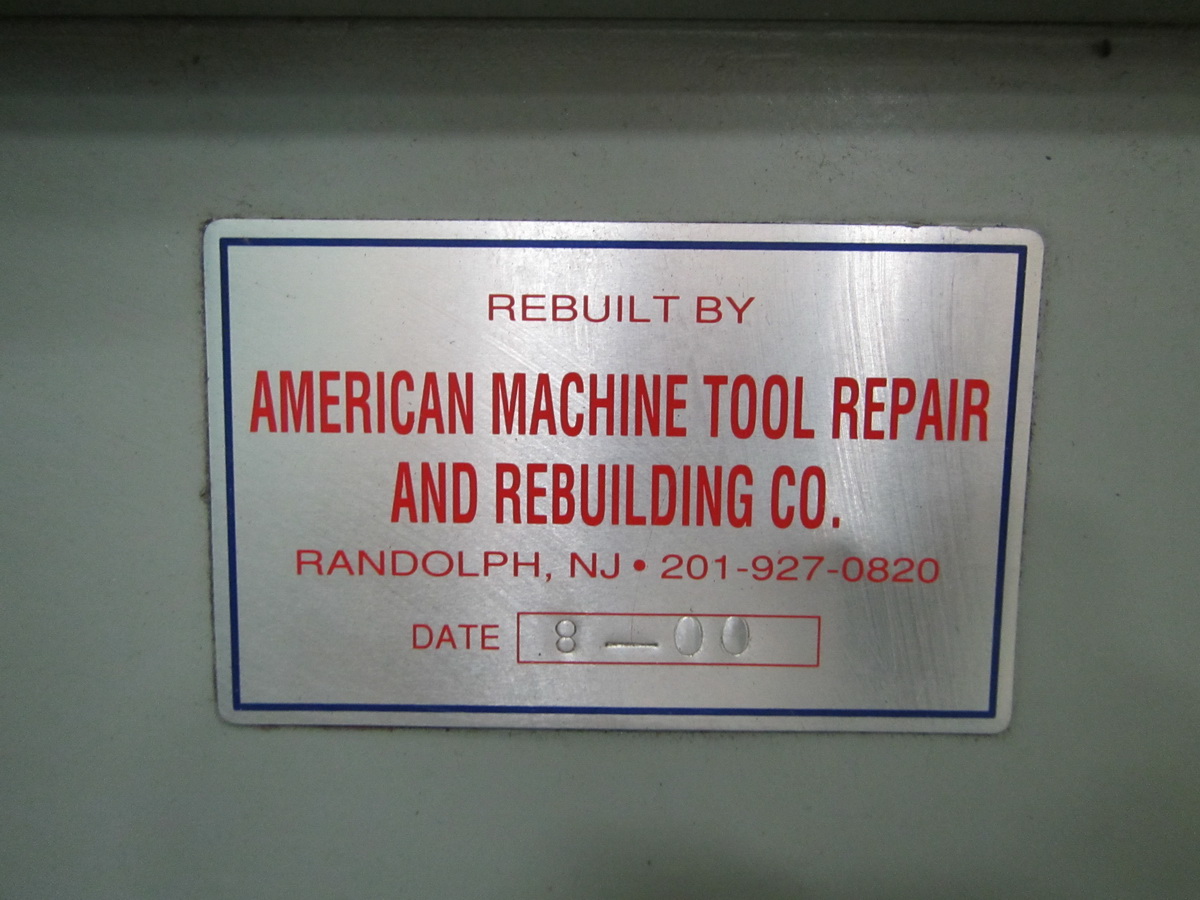 REBUILT BY
AMERICAN MACHINE TOOL REPAIR
AND REBUILDING CO.
RANDOLPH, NJ • 201-927-0820
DATE 8 — 00